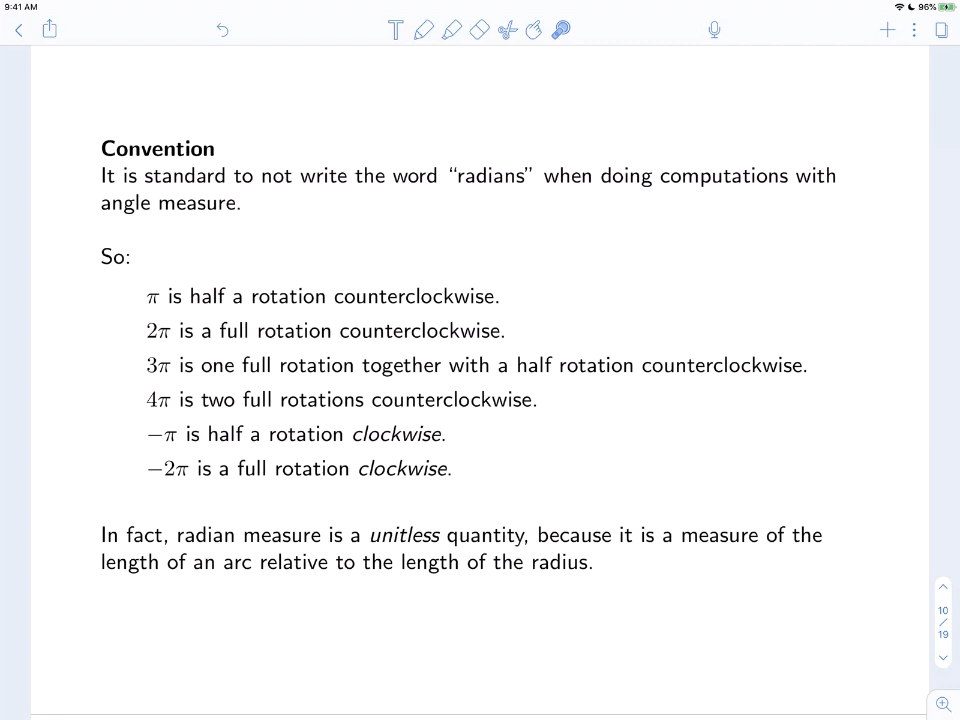 9:41 AM
96%
Convention
It is standard to not write the word “radians” when doing computations with
angle measure.
So:
π is half a rotation counterclockwise.
2π is a full rotation counterclockwise.
3π is one full rotation together with a half rotation counterclockwise.
4π is two full rotations counterclockwise.
−π is half a rotation clockwise.
−2π is a full rotation clockwise.
In fact, radian measure is a unitless quantity, because it is a measure of the
length of an arc relative to the length of the radius.
10
/
19